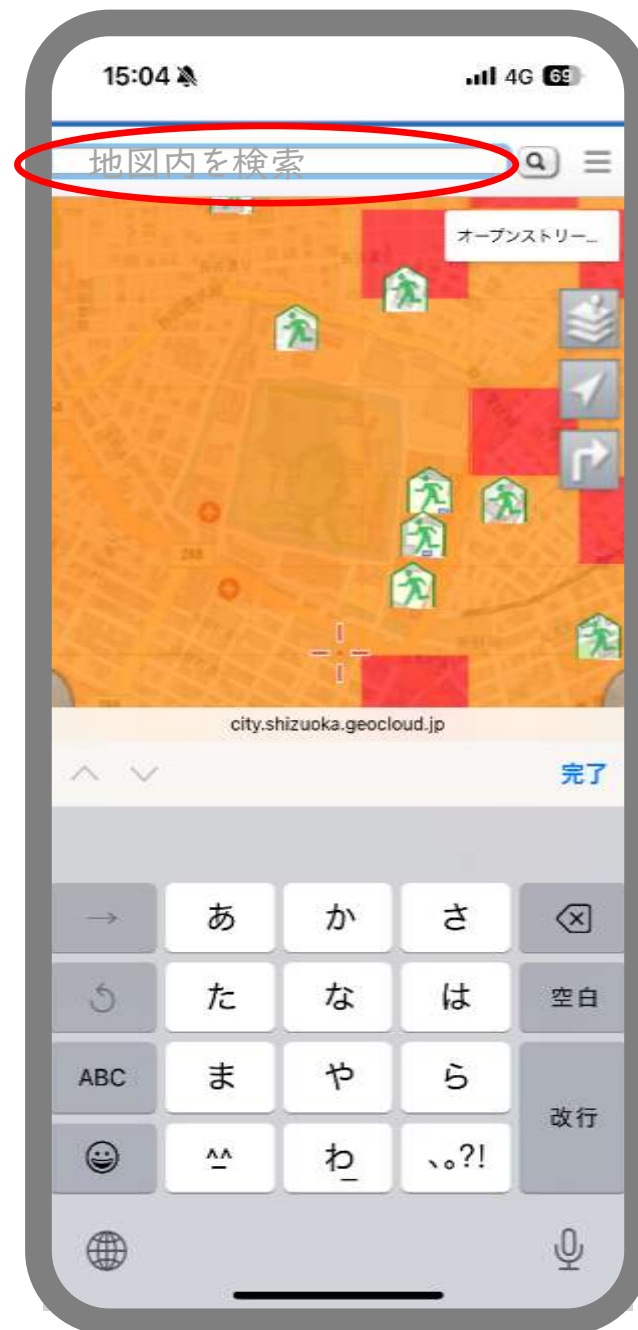 15:04
4G 69
地図内を検索
オープンストリー...
288
city.shizuoka.geocloud.jp
完了
→ あ か さ
た な は 空白
ABC ま や ら
改行
^^ わ 、。?!